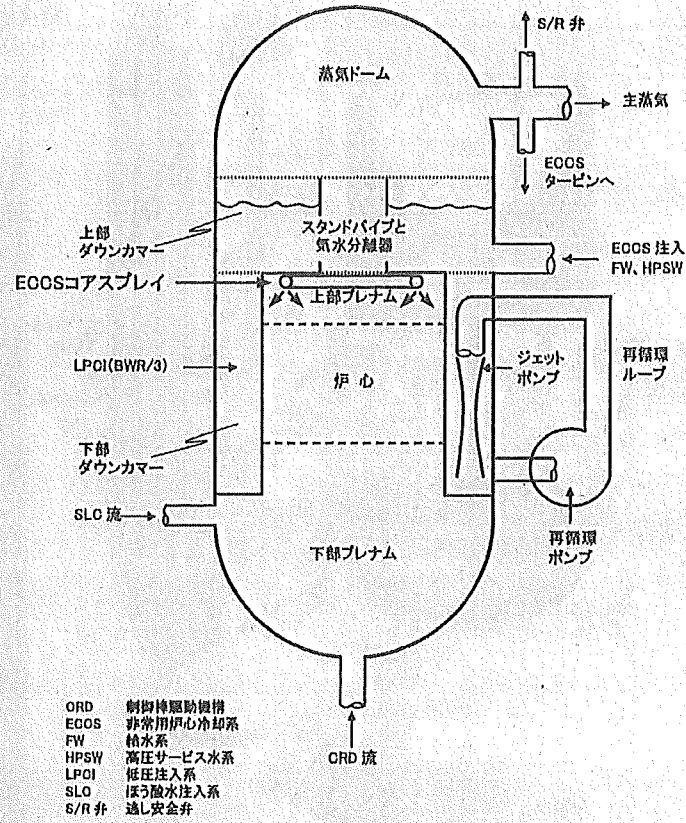 S/R 弁
蒸気ドーム
主蒸気
ECCS
タービンへ
上部
ダウンカマー
スタンドパイプと
気水分離器
ECCS 注入
FW、HPSW
ECCSコアスプレイ
上部プレナム
LPCI(BWR/3)
炉心
ジェット
ポンプ
再循環
ループ
下部
ダウンカマー
SLC 流
下部プレナム
再循環
ポンプ
CRD 流
CRD 制御棒駆動機構
ECCS 非常用炉心冷却系
FW 給水系
HPSW 高圧サービス水系
LPCI 低圧注入系
SLC ほう酸水注入系
S/R 弁 逃し安全弁